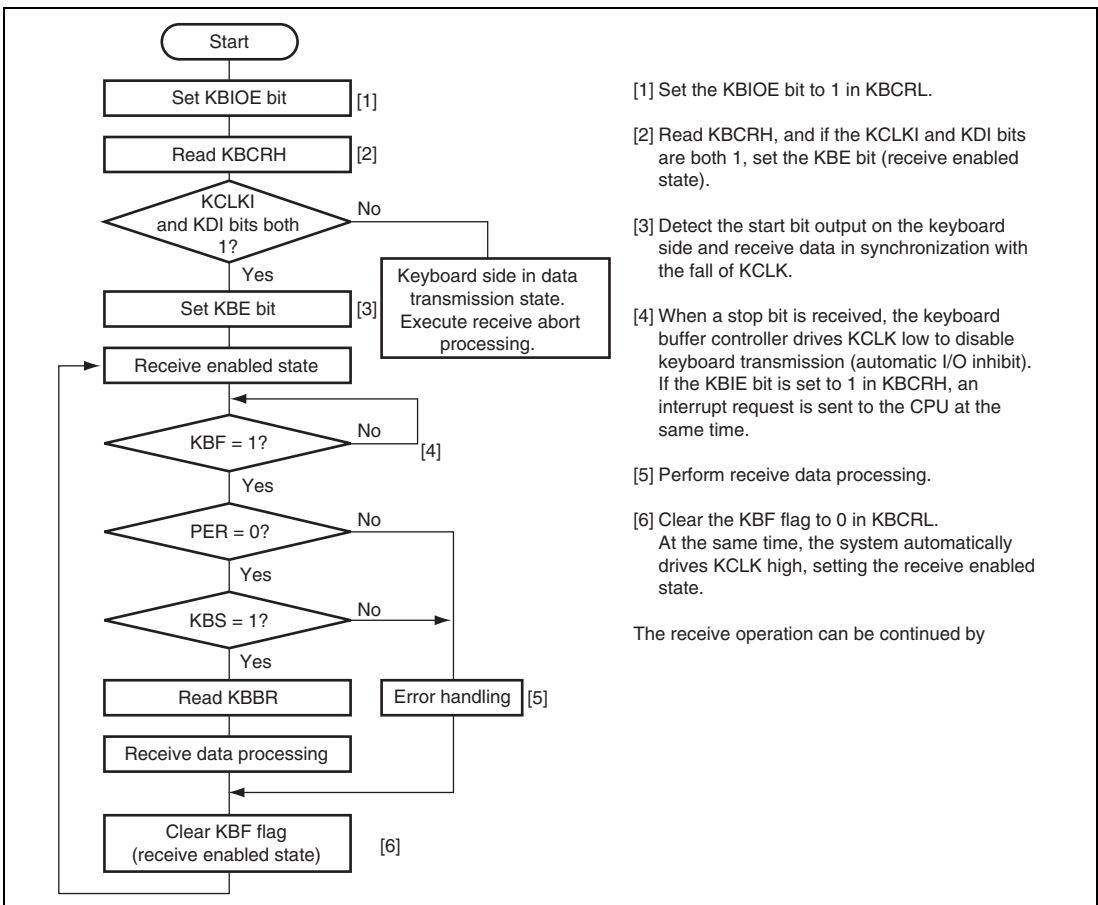 Start
Set KBIOE bit
[1]
Read KBCRH
[2]
KCLKI
and KDI bits both
1?
No
Yes
Keyboard side in data
transmission state.
Execute receive abort
processing.
Set KBE bit
[3]
Receive enabled state
KBF = 1?
No
[4]
Yes
PER = 0?
No
Yes
KBS = 1?
No
Yes
Read KBBR
Error handling
[5]
Receive data processing
Clear KBF flag
(receive enabled state)
[6]
[1] Set the KBIOE bit to 1 in KBCRL.
[2] Read KBCRH, and if the KCLKI and KDI bits
are both 1, set the KBE bit (receive enabled
state).
[3] Detect the start bit output on the keyboard
side and receive data in synchronization with
the fall of KCLK.
[4] When a stop bit is received, the keyboard
buffer controller drives KCLK low to disable
keyboard transmission (automatic I/O inhibit).
If the KBIE bit is set to 1 in KBCRH, an
interrupt request is sent to the CPU at the
same time.
[5] Perform receive data processing.
[6] Clear the KBF flag to 0 in KBCRL.
At the same time, the system automatically
drives KCLK high, setting the receive enabled
state.
The receive operation can be continued by